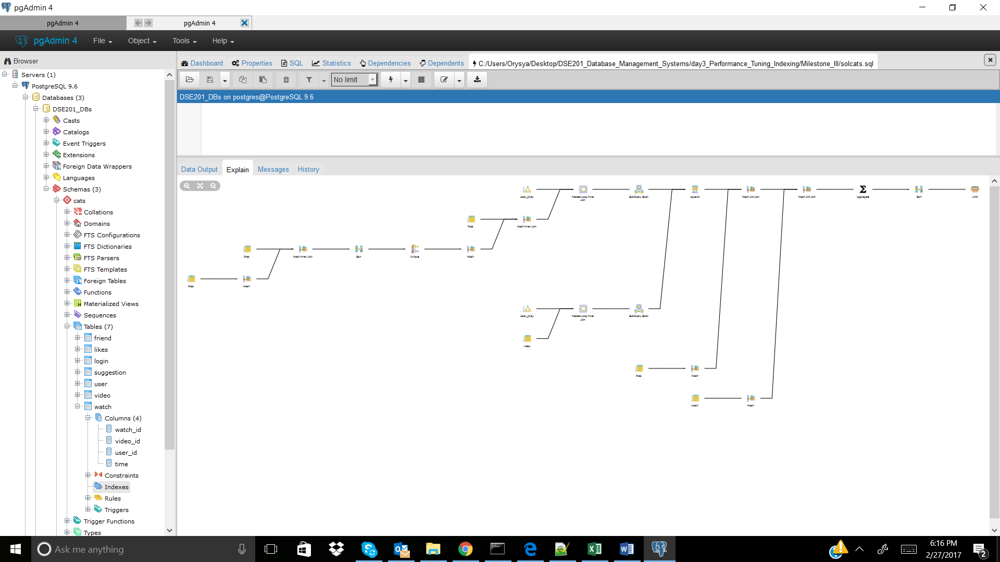 pgAdmin 4
pgAdmin 4
pgAdmin 4
pgAdmin 4 File Object Tools Help
Browser
Servers (1)
PostgreSQL 9.6
Databases (3)
DSE201_DBs
Casts
Catalogs
Event Triggers
Extensions
Foreign Data Wrappers
Languages
Schemas (3)
cats
Collations
Domains
FTS Configurations
FTS Dictionaries
FTS Parsers
FTS Templates
Foreign Tables
Functions
Materialized Views
Sequences
Tables (7)
friend
likes
login
suggestion
user
video
watch
Columns (4)
watch_id
video_id
user_id
time
Constraints
Indexes
Rules
Triggers
Trigger Functions
Types
Dashboard Properties SQL Statistics Dependencies Dependents C:/Users/Orysya/Desktop/DSE201_Database_Management_Systems/day3_Performance_Tuning_Indexing/Milestone_III/solcats.sql
No limit
DSE201_DBs on postgres@PostgreSQL 9.6
Data Output Explain Messages History
user_pkey Nested Loop Inner Join SubQuery Scan Append Hash Anti Join Hash Anti Join Aggregate Sort Limit
likes Hash Inner Join
likes Hash Inner Join Sort Unique Hash
likes Hash
user_pkey Nested Loop Inner Join SubQuery Scan
video
likes Hash
watch Hash
Ask me anything
6:16 PM
2/27/2017
2